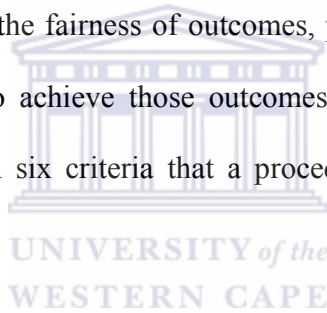 the fairness of outcomes,
o achieve those outcomes
six criteria that a proced
UNIVERSITY of the
WESTERN CAPE